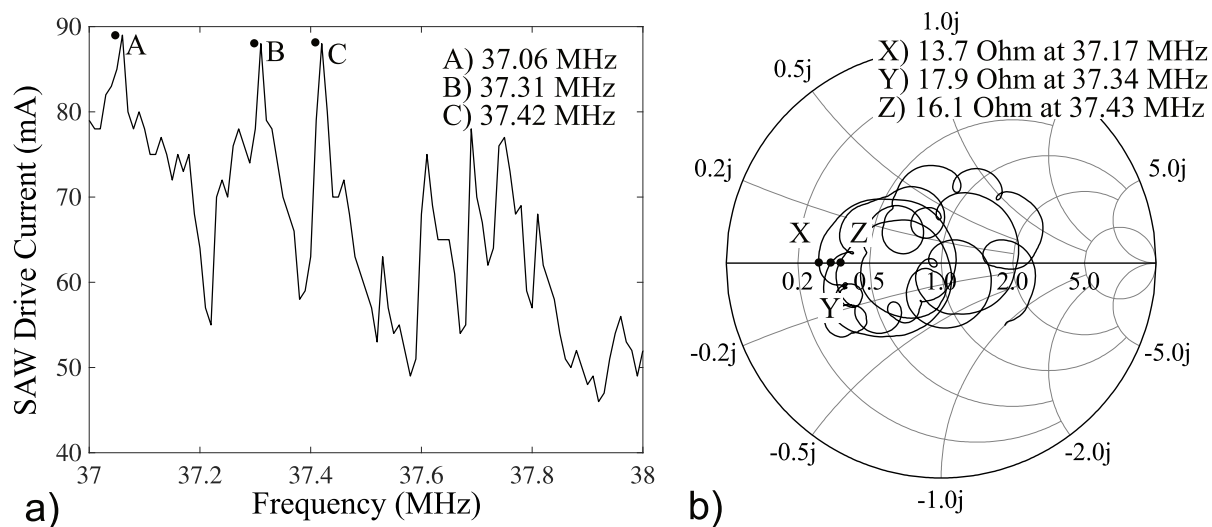 90
80
70
60
50
40
SAW Drive Current (mA)
A
B
C
A) 37.06 MHz
B) 37.31 MHz
C) 37.42 MHz
37
37.2
37.4
37.6
37.8
38
Frequency (MHz)
a)
1.0j
X) 13.7 Ohm at 37.17 MHz
Y) 17.9 Ohm at 37.34 MHz
Z) 16.1 Ohm at 37.43 MHz
0.5j
0.2j
5.0j
X
Z
0.2
0.5
1.0
2.0
5.0
Y
-0.2j
-5.0j
-0.5j
-2.0j
-1.0j
b)